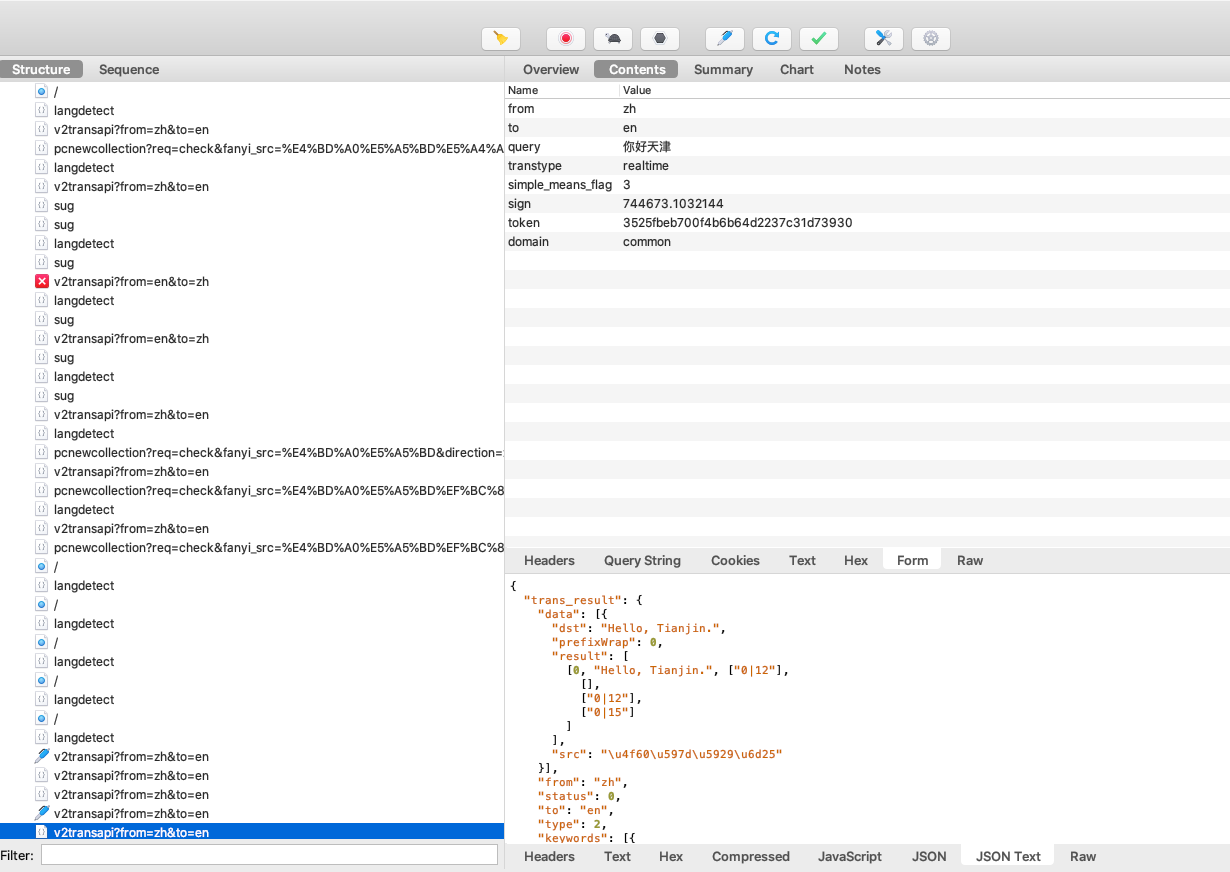 Structure
Sequence
/
langdetect
v2transapi?from=zh&to=en
pcnewcollection?req=check&fanyi_src=%E4%BD%A0%E5%A5%BD%E5%A4%A
langdetect
v2transapi?from=zh&to=en
sug
sug
langdetect
sug
v2transapi?from=en&to=zh
langdetect
sug
v2transapi?from=en&to=zh
sug
langdetect
sug
v2transapi?from=zh&to=en
langdetect
pcnewcollection?req=check&fanyi_src=%E4%BD%A0%E5%A5%BD&direction=
v2transapi?from=zh&to=en
pcnewcollection?req=check&fanyi_src=%E4%BD%A0%E5%A5%BD%EF%BC%8
langdetect
v2transapi?from=zh&to=en
pcnewcollection?req=check&fanyi_src=%E4%BD%A0%E5%A5%BD%EF%BC%8
/
langdetect
/
langdetect
/
langdetect
/
langdetect
/
langdetect
v2transapi?from=zh&to=en
v2transapi?from=zh&to=en
v2transapi?from=zh&to=en
v2transapi?from=zh&to=en
v2transapi?from=zh&to=en
Filter:
Overview Contents Summary Chart Notes
Name Value
from zh
to en
query 你好天津
transtype realtime
simple_means_flag 3
sign 744673.1032144
token 3525fbeb700f4b6b64d2237c31d73930
domain common
Headers Query String Cookies Text Hex Form Raw
{
"trans_result": {
"data": [{
"dst": "Hello, Tianjin.",
"prefixWrap": 0,
"result": [
[0, "Hello, Tianjin.", ["0|12"],
[],
["0|12"],
["0|15"]
]
],
"src": "\u4f60\u597d\u5929\u6d25"
}],
"from": "zh",
"status": 0,
"to": "en",
"type": 2,
"keywords": [{
Headers Text Hex Compressed JavaScript JSON JSON Text Raw